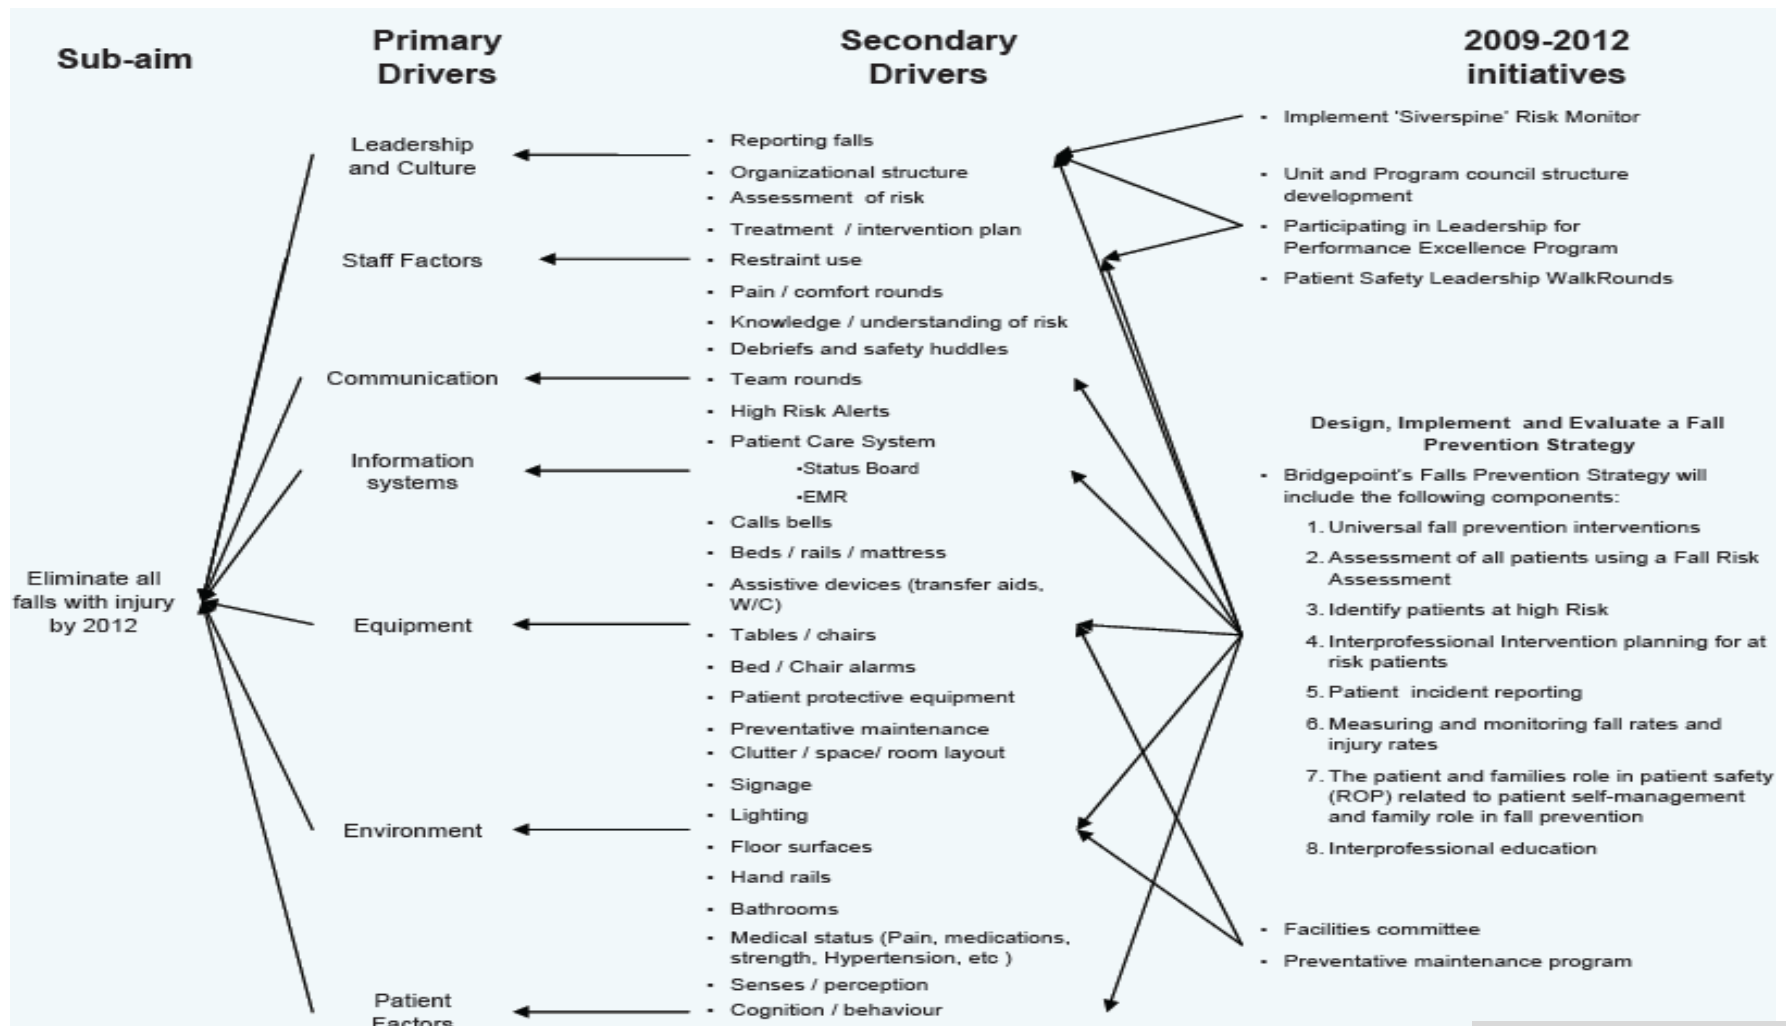 Sub-aim
Primary
Drivers
Secondary
Drivers
2009-2012
initiatives
Leadership
and Culture
Staff Factors
Communication
Information
systems
Eliminate all
falls with injury
by 2012
Equipment
Environment
Patient
Factors
- Reporting falls
- Organizational structure
- Assessment of risk
- Treatment / intervention plan
- Restraint use
- Pain / comfort rounds
- Knowledge / understanding of risk
- Debriefs and safety huddles
- Team rounds
- High Risk Alerts
- Patient Care System
•Status Board
•EMR
- Calls bells
- Beds / rails / mattress
- Assistive devices (transfer aids,
W/C)
- Tables / chairs
- Bed / Chair alarms
- Patient protective equipment
- Preventative maintenance
- Clutter / space/ room layout
- Signage
- Lighting
- Floor surfaces
- Hand rails
- Bathrooms
- Medical status (Pain, medications,
strength, Hypertension, etc )
- Senses / perception
- Cognition / behaviour
- Implement 'Siverspine' Risk Monitor
- Unit and Program council structure
development
- Participating in Leadership for
Performance Excellence Program
- Patient Safety Leadership WalkRounds
Design, Implement and Evaluate a Fall
Prevention Strategy
- Bridgepoint's Falls Prevention Strategy will
include the following components:
1. Universal fall prevention interventions
2. Assessment of all patients using a Fall Risk
Assessment
3. Identify patients at high Risk
4. Interprofessional Intervention planning for at
risk patients
5. Patient incident reporting
6. Measuring and monitoring fall rates and
injury rates
7. The patient and families role in patient safety
(ROP) related to patient self-management
and family role in fall prevention
8. Interprofessional education
- Facilities committee
- Preventative maintenance program